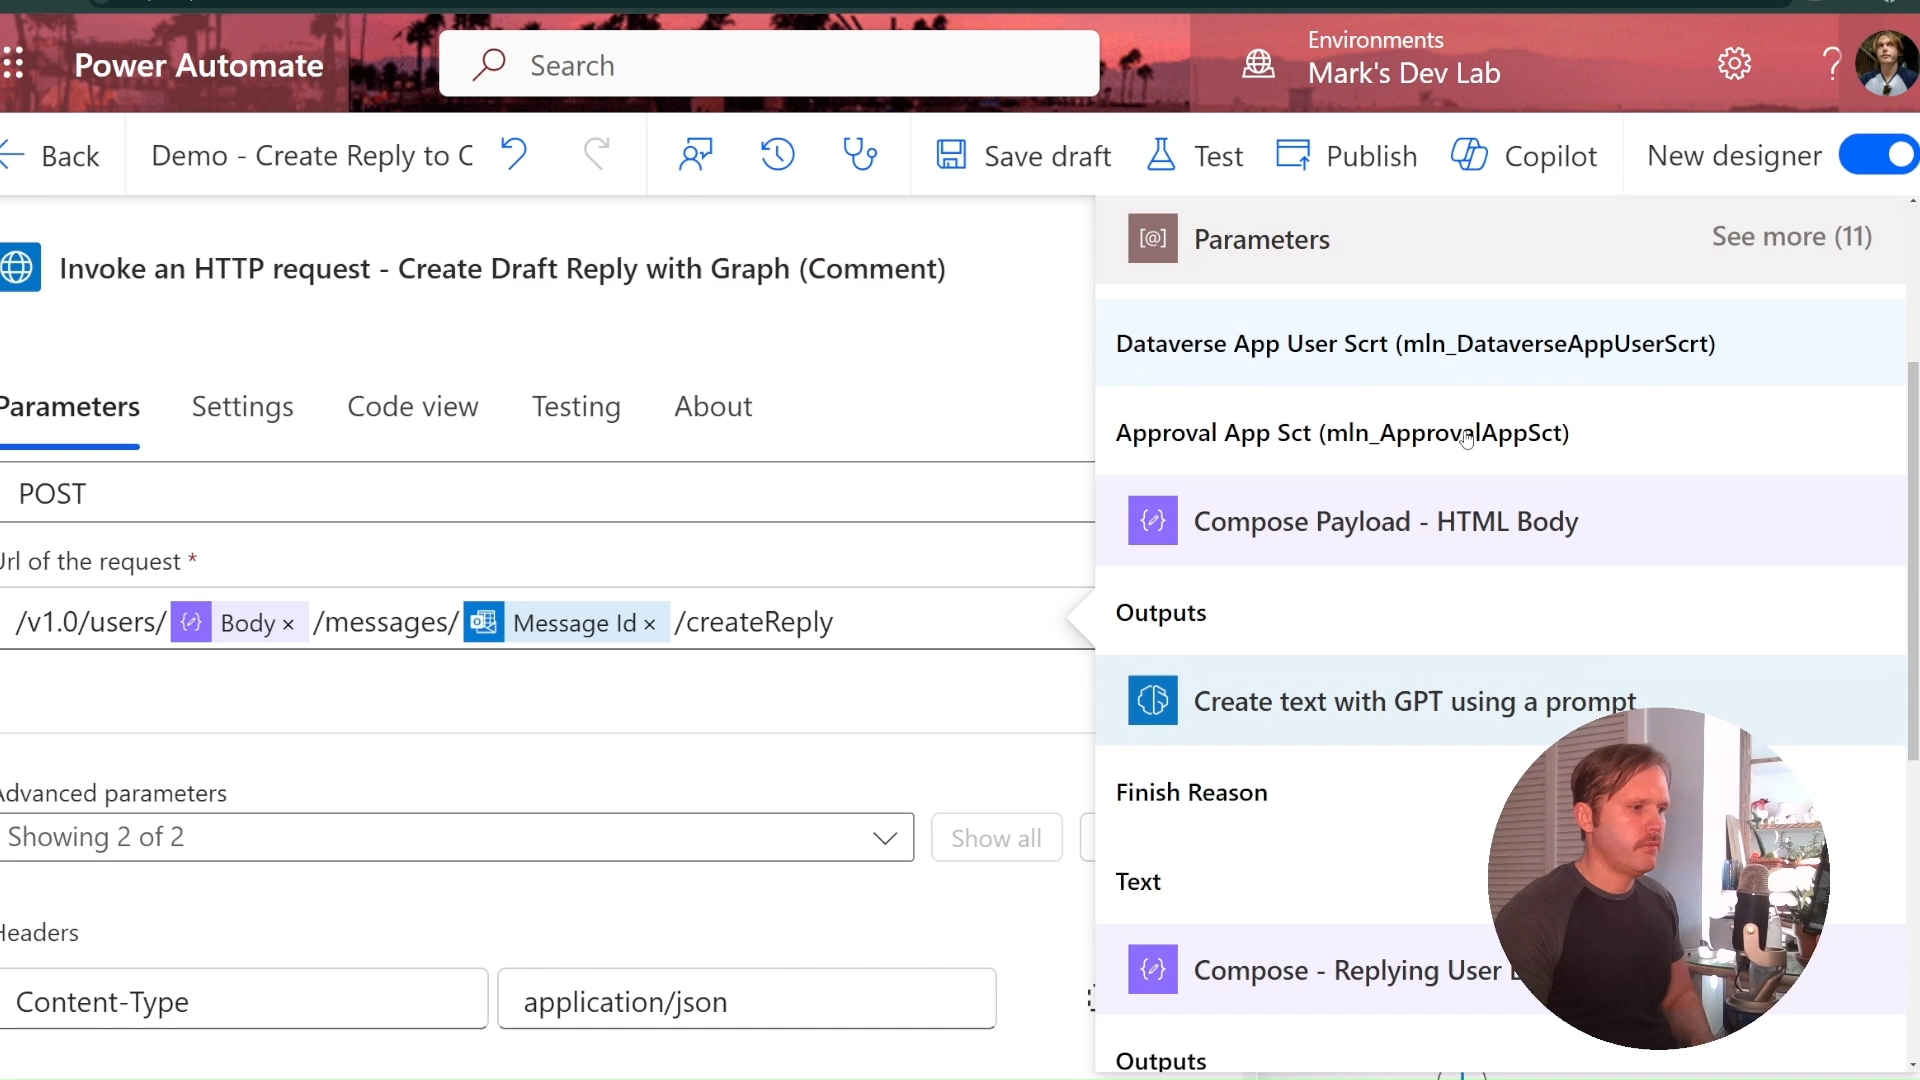 Power Automate
Search
Environments
Mark's Dev Lab
?
Back
Demo - Create Reply to C
Save draft
Test
Publish
Copilot
New designer
Invoke an HTTP request - Create Draft Reply with Graph (Comment)
Parameters
Settings
Code view
Testing
About
POST
Url of the request *
/v1.0/users/ Body × /messages/ Message Id × /createReply
Advanced parameters
Showing 2 of 2
Show all
Headers
Content-Type
application/json
[@] Parameters
See more (11)
Dataverse App User Scrt (mln_DataverseAppUserScrt)
Approval App Sct (mln_ApprovalAppSct)
Compose Payload - HTML Body
Outputs
Create text with GPT using a prompt
Finish Reason
Text
Compose - Replying User
Outputs